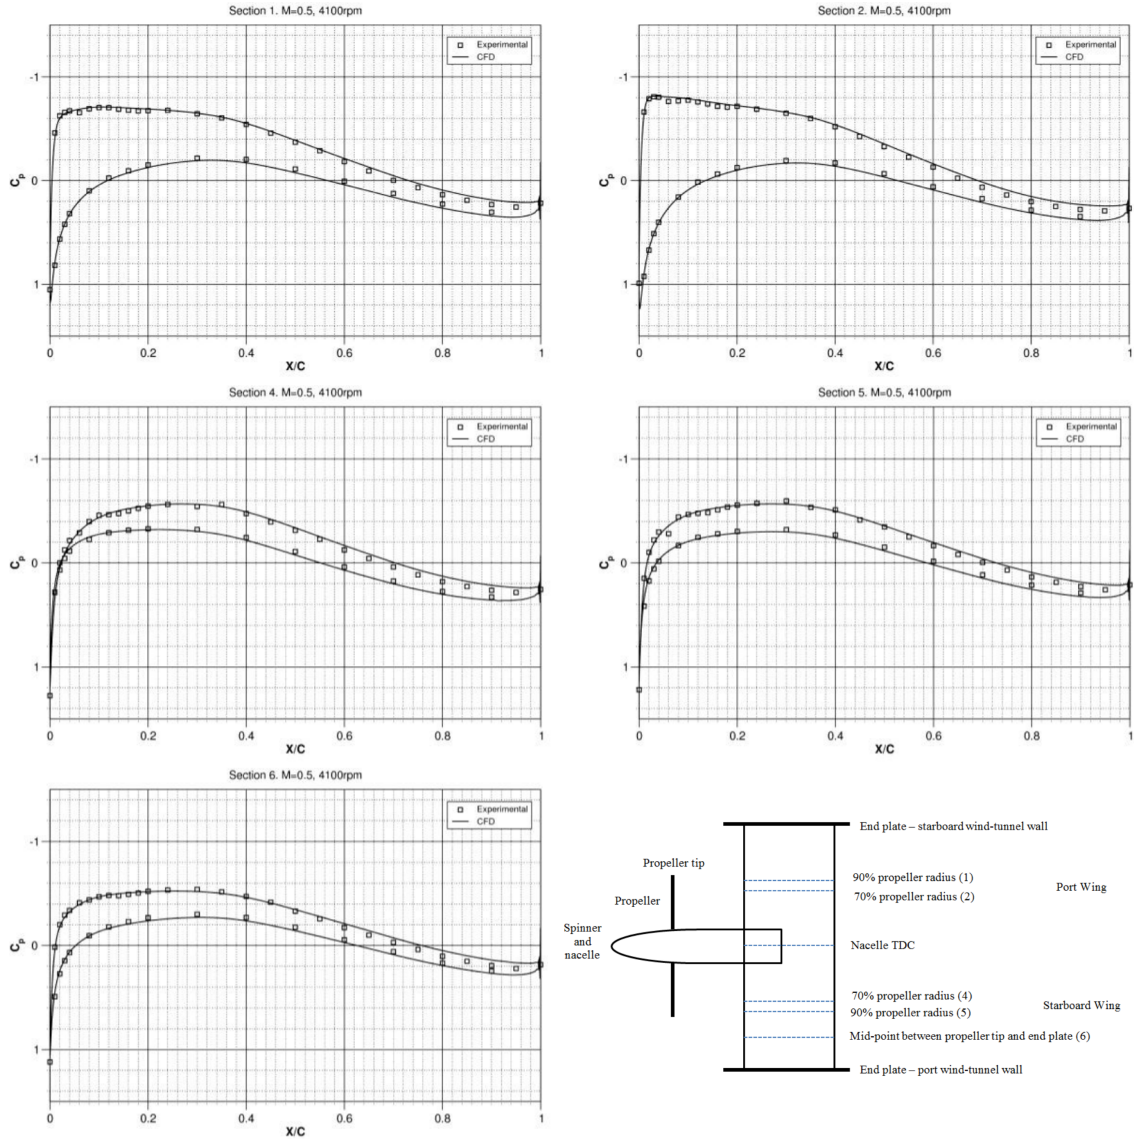 Section 1. M=0.5, 4100rpm
Experimental
CFD
-1
0
1
Cp
0 0.2 0.4 0.6 0.8 1
X/C
Section 2. M=0.5, 4100rpm
Experimental
CFD
-1
0
1
Cp
0 0.2 0.4 0.6 0.8 1
X/C
Section 4. M=0.5, 4100rpm
Experimental
CFD
-1
0
1
Cp
0 0.2 0.4 0.6 0.8 1
X/C
Section 5. M=0.5, 4100rpm
Experimental
CFD
-1
0
1
Cp
0 0.2 0.4 0.6 0.8 1
X/C
Section 6. M=0.5, 4100rpm
Experimental
CFD
-1
0
1
Cp
0 0.2 0.4 0.6 0.8 1
X/C
End plate – starboard wind-tunnel wall
Propeller tip
90% propeller radius (1)
Port Wing
70% propeller radius (2)
Propeller
Spinner
and
nacelle
Nacelle TDC
70% propeller radius (4)
Starboard Wing
90% propeller radius (5)
Mid-point between propeller tip and end plate (6)
End plate – port wind-tunnel wall